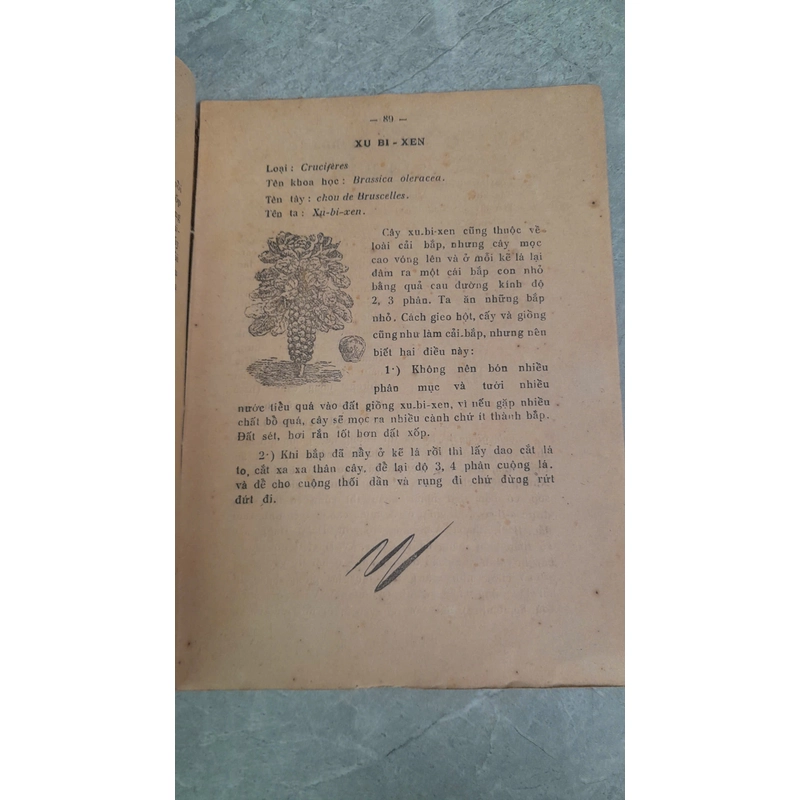 — 89 —
XU BI - XEN
Loại : Crucifères
Tên khoa học : Brassica oleracea.
Tên tây : chou de Bruscelles.
Tên ta : Xu-bi-xen.
Cây xu.bi-xen cũng thuộc về
loài cải bắp, nhưng cây mọc
cao vông lên và ở mỗi kẽ lá lại
đâm ra một cái bắp con nhỏ
bằng quả cau đường kính độ
2, 3 phân. Ta ăn những bắp
nhỏ. Cách gieo hột, cấy và giồng
cũng như làm cải.bắp, nhưng nên
biết hai điều này :
1·) Không nên bón nhiều
phân mục và tưới nhiều
nước tiểu quá vào đất giồng xu.bi-xen, vì nếu gặp nhiều
chất bổ quá, cây sẽ mọc ra nhiều cành chứ ít thành bắp.
Đất sét, hơi rắn tốt hơn đất xốp.
2·) Khi bắp đã nẩy ở kẽ lá rồi thì lấy dao cắt lá
to, cắt xa xa thân cây, để lại độ 3, 4 phân cuộng lá.
và để cho cuộng thối dần và rụng đi chứ đừng rứt
đứt đi.